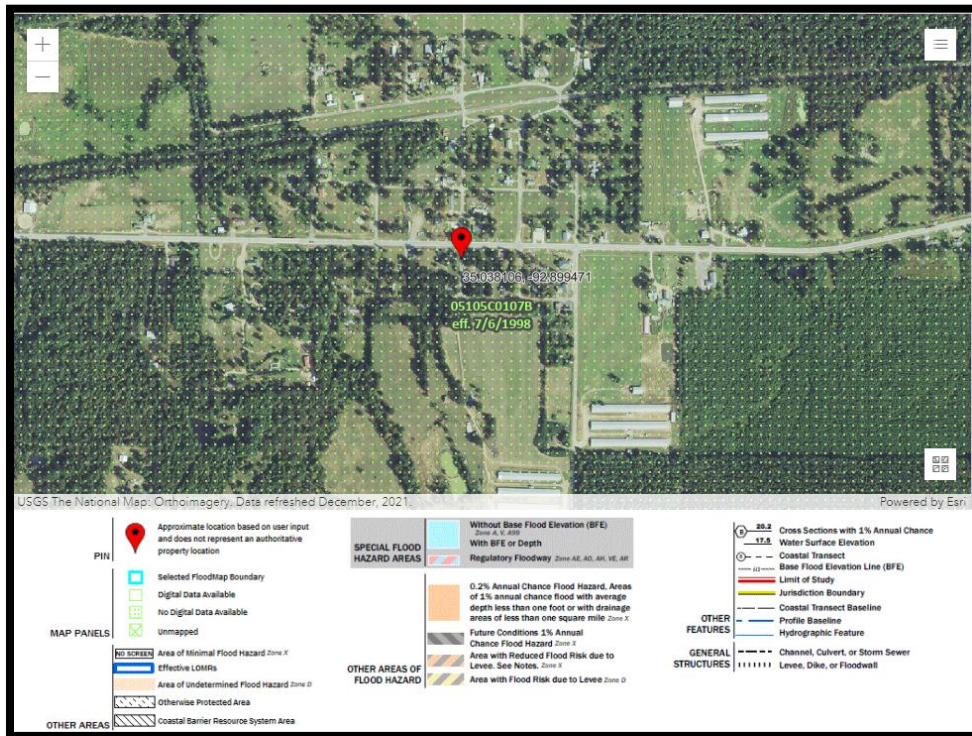 +
−
35.038106, -92.899471
05105C0107B
eff. 7/6/1998
USGS The National Map: Orthoimagery. Data refreshed December, 2021.
Powered by Esri
PIN
Approximate location based on user input
and does not represent an authoritative
property location
MAP PANELS
Selected FloodMap Boundary
Digital Data Available
No Digital Data Available
Unmapped
OTHER AREAS
NO SCREEN Area of Minimal Flood Hazard Zone X
Effective LOMRs
Area of Undetermined Flood Hazard Zone D
Otherwise Protected Area
Coastal Barrier Resource System Area
SPECIAL FLOOD
HAZARD AREAS
Without Base Flood Elevation (BFE)
Zone A, V, A99
With BFE or Depth
Regulatory Floodway Zone AE, AO, AH, VE, AR
OTHER AREAS OF
FLOOD HAZARD
0.2% Annual Chance Flood Hazard, Areas
of 1% annual chance flood with average
depth less than one foot or with drainage
areas of less than one square mile Zone X
Future Conditions 1% Annual
Chance Flood Hazard Zone X
Area with Reduced Flood Risk due to
Levee. See Notes. Zone X
Area with Flood Risk due to Levee Zone D
OTHER
FEATURES
20.2 Cross Sections with 1% Annual Chance
17.5 Water Surface Elevation
Coastal Transect
Base Flood Elevation Line (BFE)
Limit of Study
Jurisdiction Boundary
Coastal Transect Baseline
Profile Baseline
Hydrographic Feature
GENERAL
STRUCTURES
Channel, Culvert, or Storm Sewer
Levee, Dike, or Floodwall